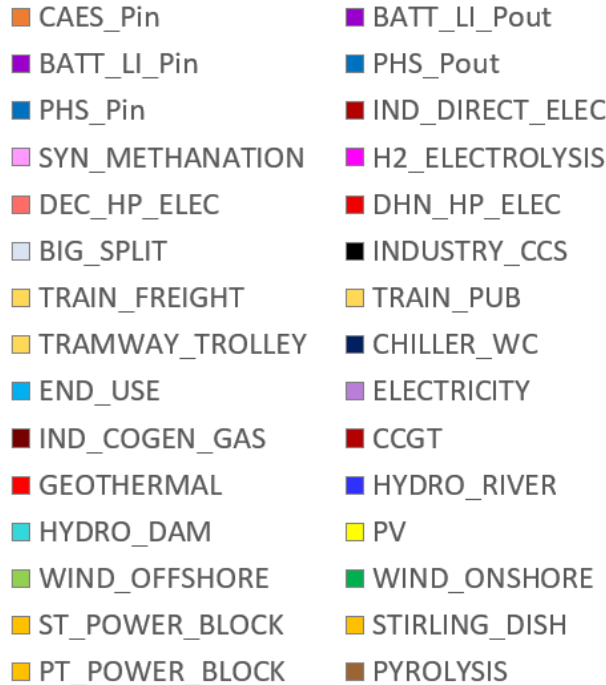 CAES_Pin BATT_LI_Pout
BATT_LI_Pin PHS_Pout
PHS_Pin IND_DIRECT_ELEC
SYN_METHANATION H2_ELECTROLYSIS
DEC_HP_ELEC DHN_HP_ELEC
BIG_SPLIT INDUSTRY_CCS
TRAIN_FREIGHT TRAIN_PUB
TRAMWAY_TROLLEY CHILLER_WC
END_USE ELECTRICITY
IND_COGEN_GAS CCGT
GEOTHERMAL HYDRO_RIVER
HYDRO_DAM PV
WIND_OFFSHORE WIND_ONSHORE
ST_POWER_BLOCK STIRLING_DISH
PT_POWER_BLOCK PYROLYSIS